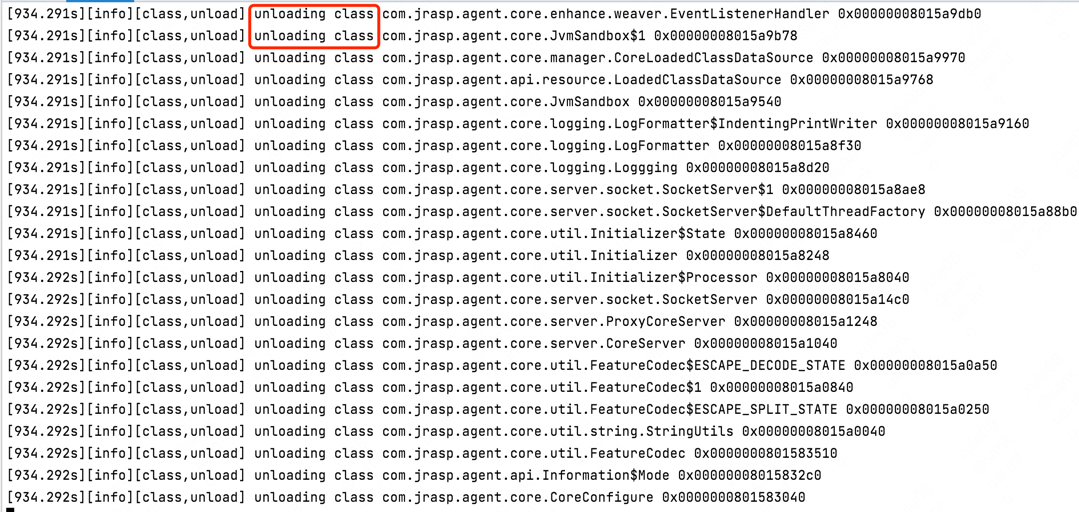 [934.291s][info][class,unload] unloading class com.jrasp.agent.core.enhance.weaver.EventListenerHandler 0x00000008015a9db0
[934.291s][info][class,unload] unloading class com.jrasp.agent.core.JvmSandbox$1 0x00000008015a9b78
[934.291s][info][class,unload] unloading class com.jrasp.agent.core.manager.CoreLoadedClassDataSource 0x00000008015a9970
[934.291s][info][class,unload] unloading class com.jrasp.agent.api.resource.LoadedClassDataSource 0x00000008015a9768
[934.291s][info][class,unload] unloading class com.jrasp.agent.core.JvmSandbox 0x00000008015a9540
[934.291s][info][class,unload] unloading class com.jrasp.agent.core.logging.LogFormatter$IndentingPrintWriter 0x00000008015a9160
[934.291s][info][class,unload] unloading class com.jrasp.agent.core.logging.LogFormatter 0x00000008015a8f30
[934.291s][info][class,unload] unloading class com.jrasp.agent.core.logging.Loggging 0x00000008015a8d20
[934.291s][info][class,unload] unloading class com.jrasp.agent.core.server.socket.SocketServer$1 0x00000008015a8ae8
[934.291s][info][class,unload] unloading class com.jrasp.agent.core.server.socket.SocketServer$DefaultThreadFactory 0x00000008015a88b0
[934.291s][info][class,unload] unloading class com.jrasp.agent.core.util.Initializer$State 0x00000008015a8460
[934.291s][info][class,unload] unloading class com.jrasp.agent.core.util.Initializer 0x00000008015a8248
[934.292s][info][class,unload] unloading class com.jrasp.agent.core.util.Initializer$Processor 0x00000008015a8040
[934.292s][info][class,unload] unloading class com.jrasp.agent.core.server.socket.SocketServer 0x00000008015a14c0
[934.292s][info][class,unload] unloading class com.jrasp.agent.core.server.ProxyCoreServer 0x00000008015a1248
[934.292s][info][class,unload] unloading class com.jrasp.agent.core.server.CoreServer 0x00000008015a1040
[934.292s][info][class,unload] unloading class com.jrasp.agent.core.util.FeatureCodec$ESCAPE_DECODE_STATE 0x00000008015a0a50
[934.292s][info][class,unload] unloading class com.jrasp.agent.core.util.FeatureCodec$1 0x00000008015a0840
[934.292s][info][class,unload] unloading class com.jrasp.agent.core.util.FeatureCodec$ESCAPE_SPLIT_STATE 0x00000008015a0250
[934.292s][info][class,unload] unloading class com.jrasp.agent.core.util.string.StringUtils 0x00000008015a0040
[934.292s][info][class,unload] unloading class com.jrasp.agent.core.util.FeatureCodec 0x0000000801583510
[934.292s][info][class,unload] unloading class com.jrasp.agent.api.Information$Mode 0x00000008015832c0
[934.292s][info][class,unload] unloading class com.jrasp.agent.core.CoreConfigure 0x0000000801583040